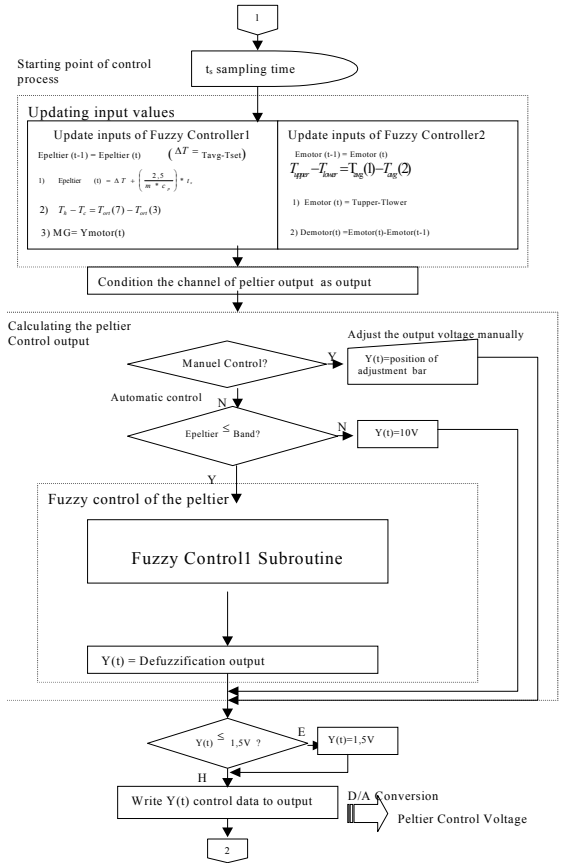 1
Starting point of control
process
ts sampling time
Updating input values
Update inputs of Fuzzy Controller1
Epeltier (t-1) = Epeltier (t) (ΔT = Tavg-Tset)
1) Epeltier (t) = ΔT + (2,5 / m * cp) * ts
2) Th – Tc = Tort(7) – Tort(3)
3) MG= Ymotor(t)
Update inputs of Fuzzy Controller2
Emotor (t-1) = Emotor (t)
Tupper–Tlower=Tavg(1)–Tavg(2)
1) Emotor (t) = Tupper-Tlower
2) Demotor(t) =Emotor(t)-Emotor(t-1)
Condition the channel of peltier output as output
Calculating the peltier
Control output
Adjust the output voltage manually
Manuel Control?
Y
Y(t)=position of
adjustment bar
Automatic control
N
Epeltier ≤ Band?
N
Y(t)=10V
Y
Fuzzy control of the peltier
Fuzzy Control1 Subroutine
Y(t) = Defuzzification output
Y(t) ≤ 1,5V ?
E
Y(t)=1,5V
H
Write Y(t) control data to output
D/A Conversion
Peltier Control Voltage
2